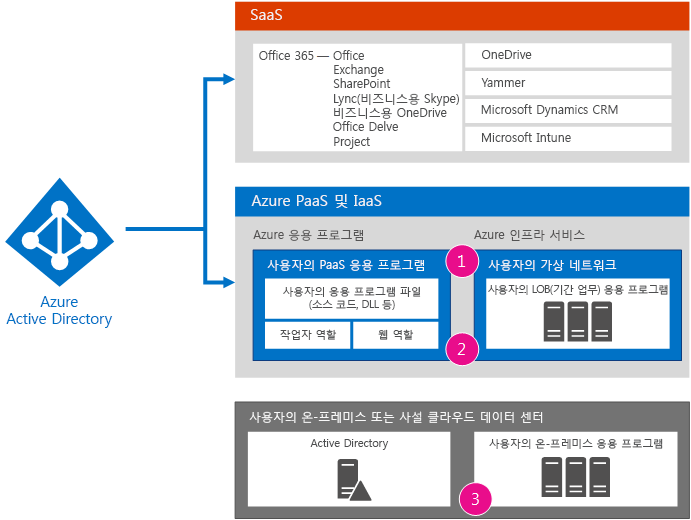 SaaS
Office 365 — Office
Exchange
SharePoint
Lync(비즈니스용 Skype)
비즈니스용 OneDrive
Office Delve
Project
OneDrive
Yammer
Microsoft Dynamics CRM
Microsoft Intune
Azure
Active Directory
Azure PaaS 및 IaaS
Azure 응용 프로그램
Azure 인프라 서비스
1
사용자의 PaaS 응용 프로그램
사용자의 응용 프로그램 파일
(소스 코드, DLL 등)
작업자 역할
웹 역할
사용자의 가상 네트워크
사용자의 LOB(기간 업무) 응용 프로그램
2
사용자의 온-프레미스 또는 사설 클라우드 데이터 센터
Active Directory
사용자의 온-프레미스 응용 프로그램
3